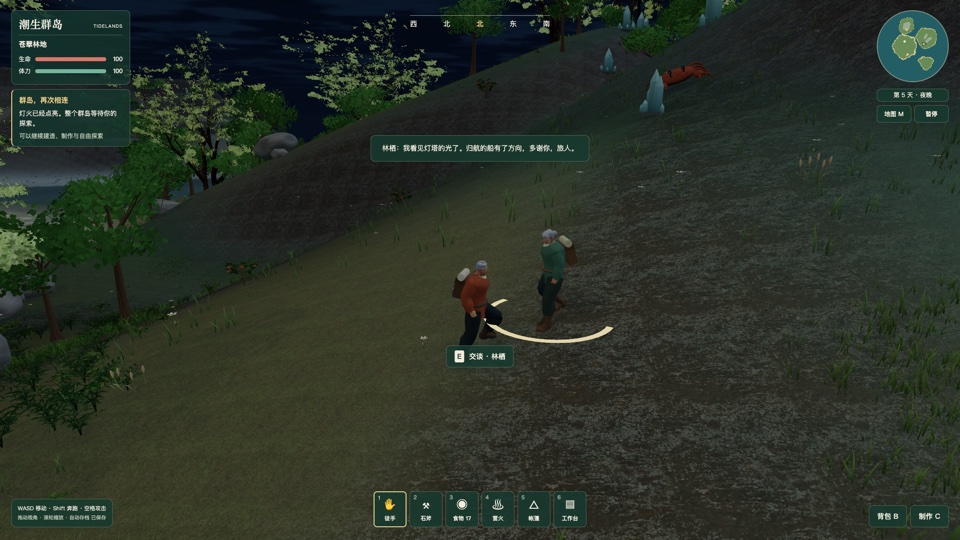 潮生群岛 TIDELANDS
苍翠林地
生命 100
体力 100
群岛，再次相连
灯火已经点亮。整个群岛等待你的
探索。
可以继续建造、制作与自由探索
西 北 北 东 南
第 5 天 · 夜晚
地图 M 暂停
林栖：我看见灯塔的光了。归航的船有了方向，多谢你，旅人。
E 交谈 · 林栖
WASD 移动 · Shift 奔跑 · 空格攻击
拖动视角 · 滚轮缩放 · 自动存档 已保存
1 2 3 4 5 6
徒手 石斧 食物 17 营火 帐篷 工作台
背包 B 制作 C